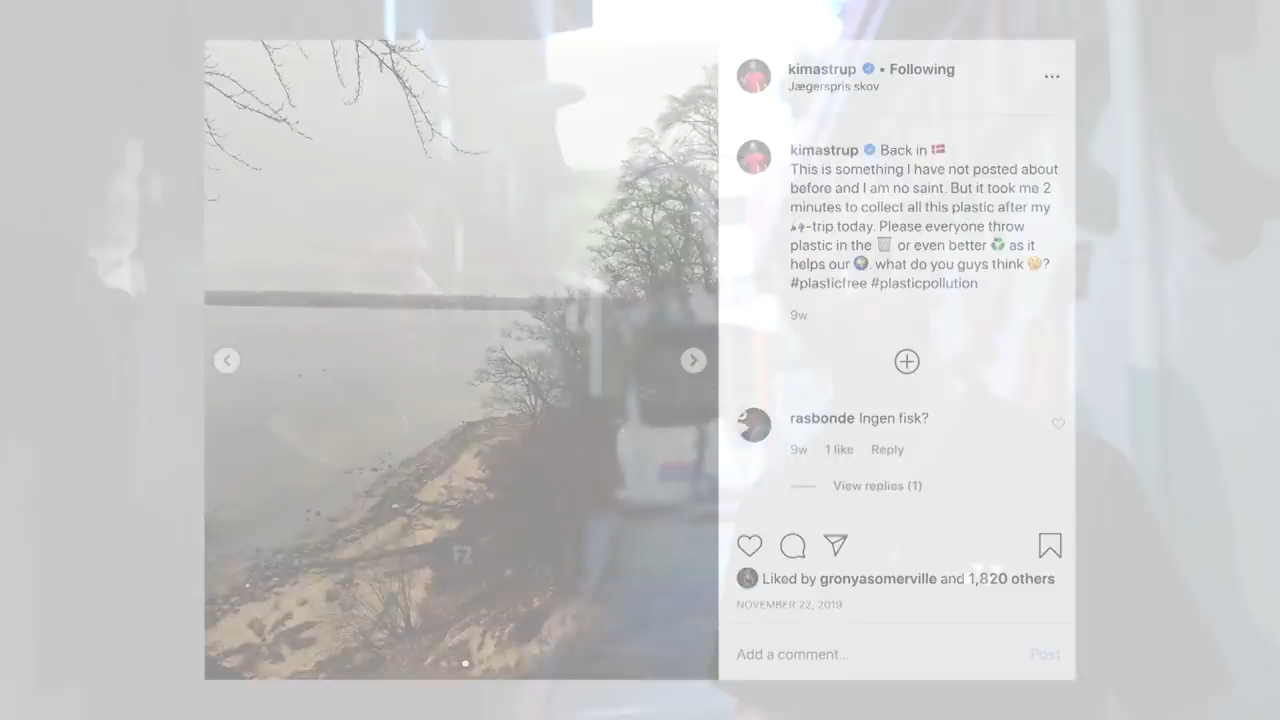 kimastrup • Following
Jægerspris skov
kimastrup Back in 🇩🇰
This is something I have not posted about
before and I am no saint. But it took me 2
minutes to collect all this plastic after my
🎣-trip today. Please everyone throw
plastic in the 🗑 or even better ♻️ as it
helps our 🌍. what do you guys think 🤔?
#plasticfree #plasticpollution
9w
rasbonde Ingen fisk?
9w 1 like Reply
View replies (1)
Liked by gronyasomerville and 1,820 others
NOVEMBER 22, 2019
Add a comment... Post
FZ